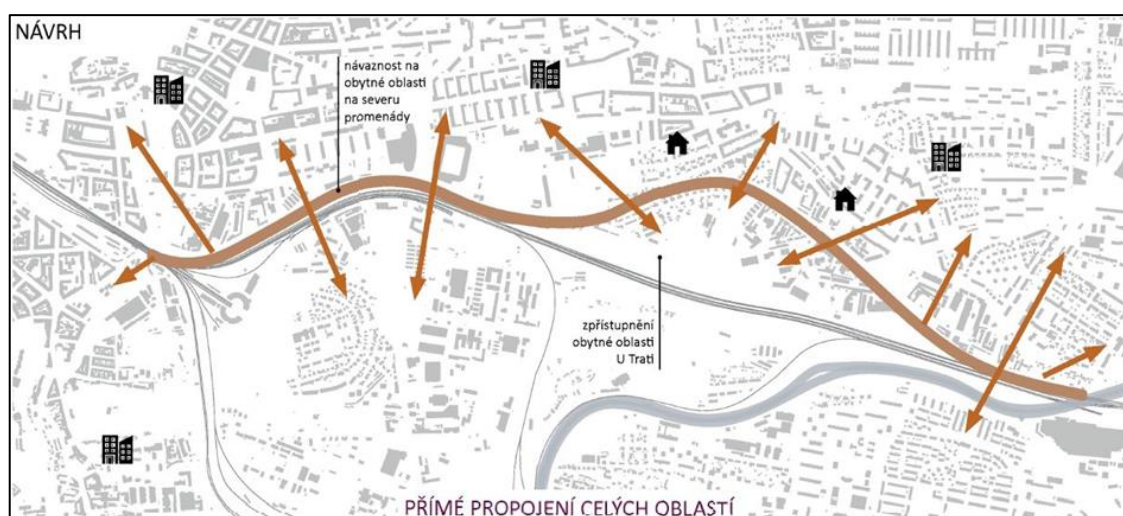 NÁVRH
návaznost na
obytné oblasti
na severu
promenády
zpřístupnění
obytné oblasti
U Trati
PŘÍMÉ PROPOJENÍ CELÝCH OBLASTÍ